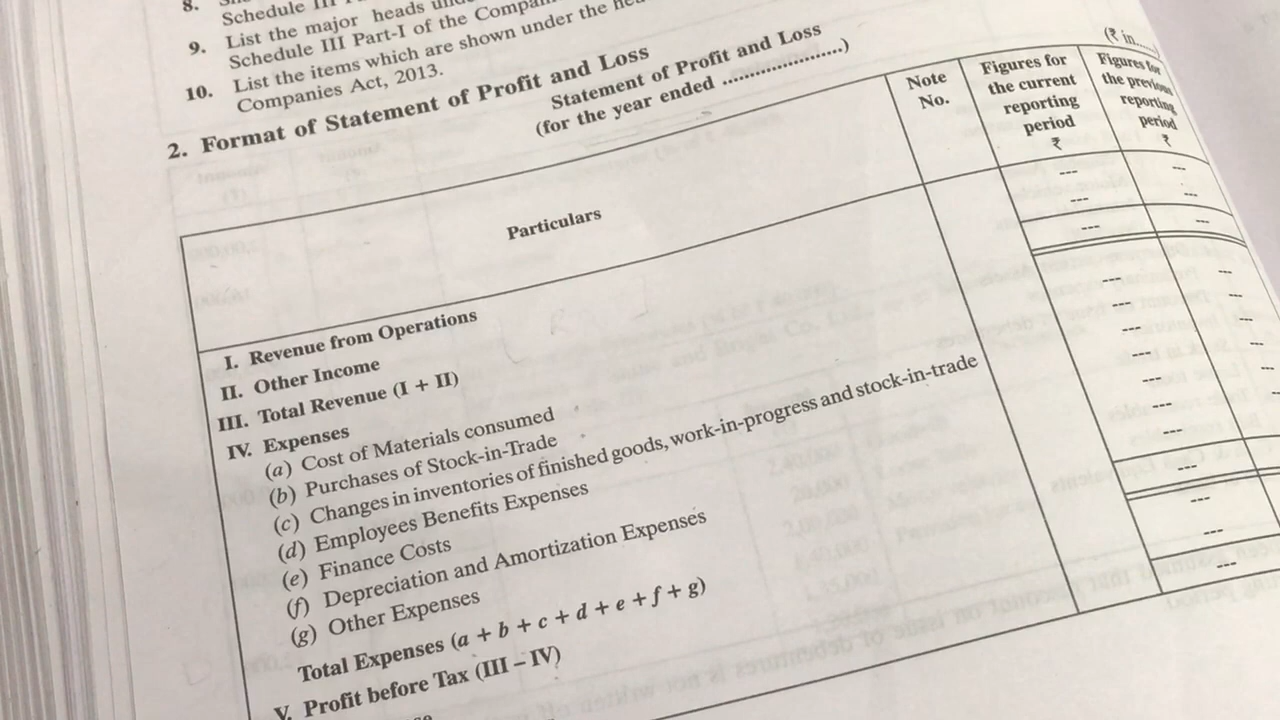 8.
Schedule III
9. List the major heads
Schedule III Part-I of the
10. List the items which are shown under the
Companies Act, 2013.
2. Format of Statement of Profit and Loss
Statement of Profit and Loss
(for the year ended ......................)
(₹ in......)
Particulars
Note No.
Figures for the current reporting period ₹
Figures for the previous reporting period ₹
I. Revenue from Operations
II. Other Income
III. Total Revenue (I + II)
IV. Expenses
(a) Cost of Materials consumed
(b) Purchases of Stock-in-Trade
(c) Changes in inventories of finished goods, work-in-progress and stock-in-trade
(d) Employees Benefits Expenses
(e) Finance Costs
(f) Depreciation and Amortization Expenses
(g) Other Expenses
Total Expenses (a + b + c + d + e + f + g)
V. Profit before Tax (III – IV)